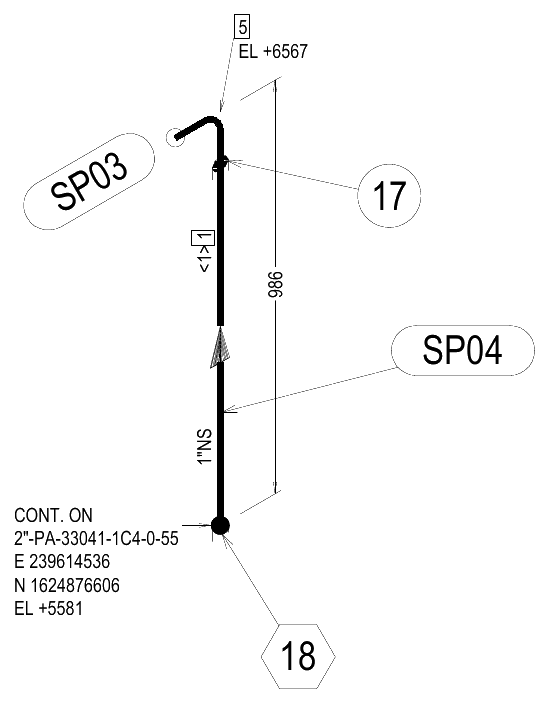 5
EL +6567
SP03
17
<1> 1
986
SP04
1"NS
CONT. ON
2"-PA-33041-1C4-0-55
E 239614536
N 1624876606
EL +5581
18